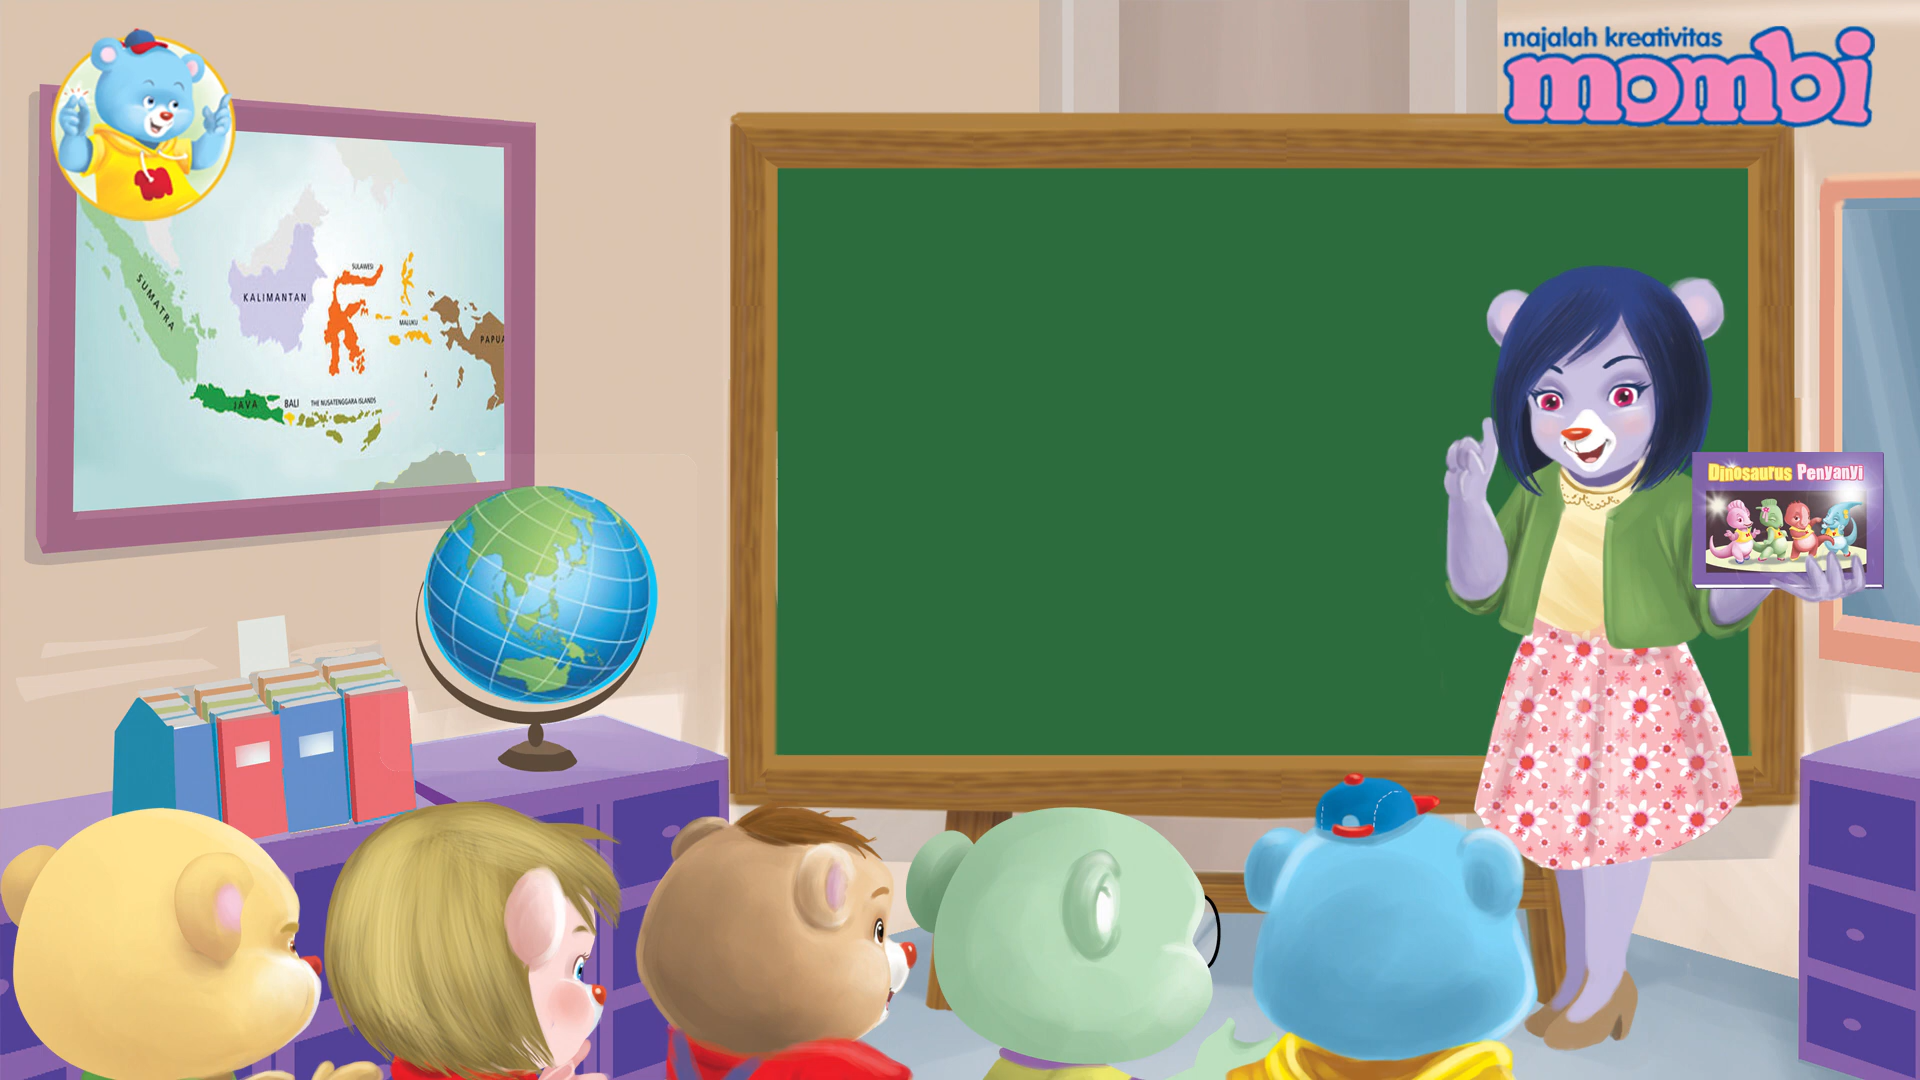 majalah kreativitas
mombi
SUMATRA
KALIMANTAN
SULAWESI
MALUKU
PAPUA
JAVA
BALI
THE NUSATENGGARA ISLANDS
Dinosaurus Penyanyi